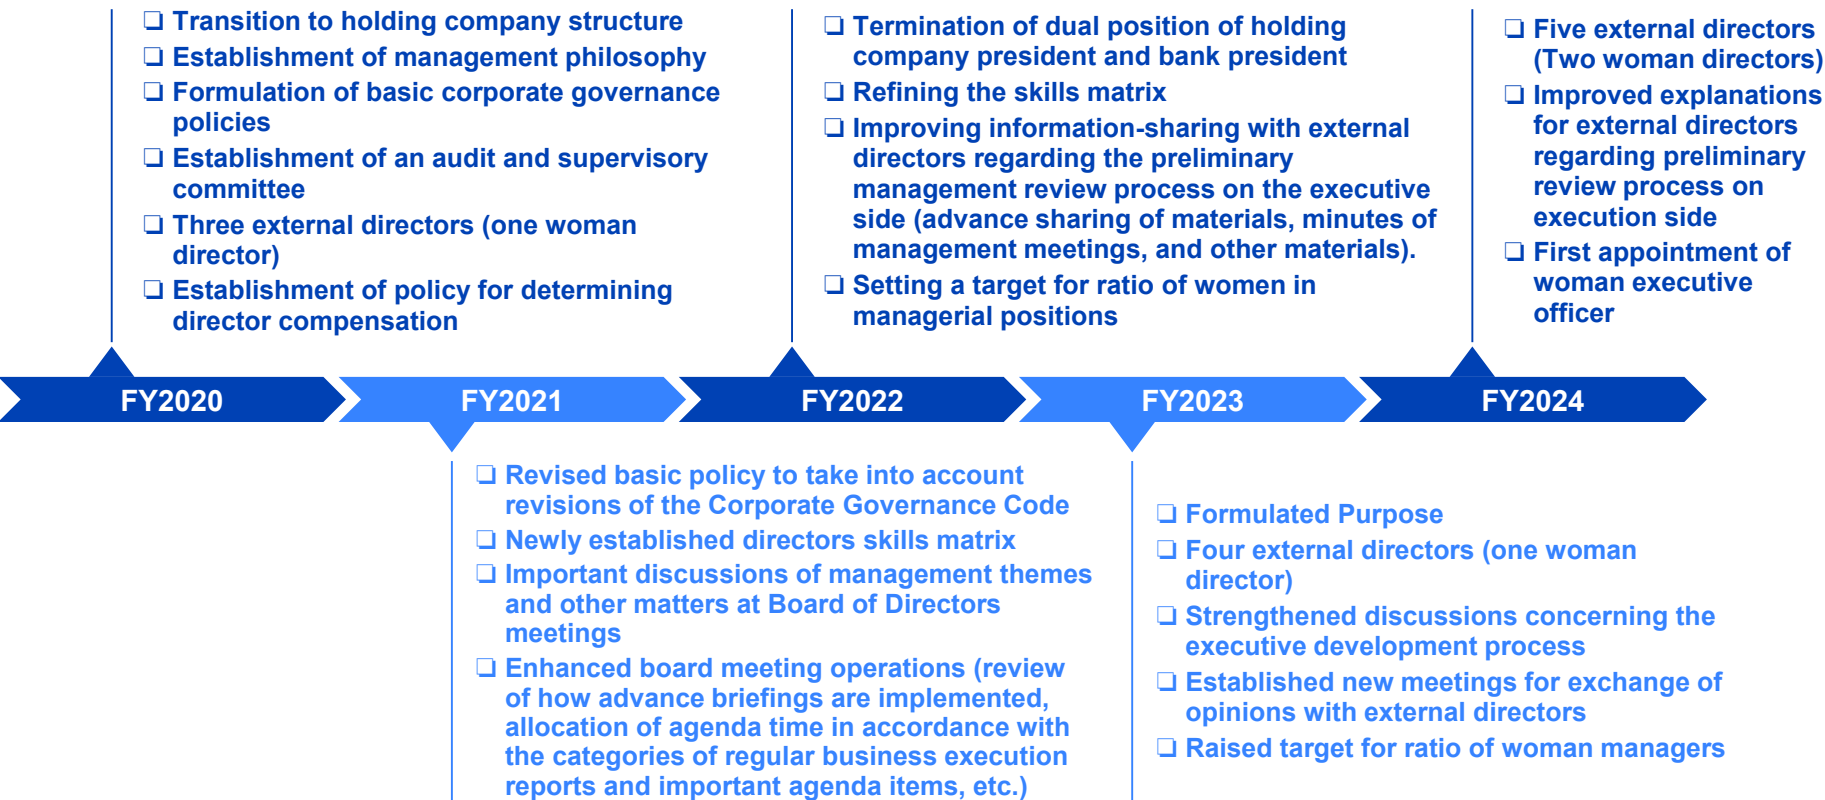 ❏ Transition to holding company structure
❏ Establishment of management philosophy
❏ Formulation of basic corporate governance
policies
❏ Establishment of an audit and supervisory
committee
❏ Three external directors (one woman
director)
❏ Establishment of policy for determining
director compensation
❏ Termination of dual position of holding
company president and bank president
❏ Refining the skills matrix
❏ Improving information-sharing with external
directors regarding the preliminary
management review process on the executive
side (advance sharing of materials, minutes of
management meetings, and other materials).
❏ Setting a target for ratio of women in
managerial positions
❏ Five external directors
(Two woman directors)
❏ Improved explanations
for external directors
regarding preliminary
review process on
execution side
❏ First appointment of
woman executive
officer
FY2020
FY2021
FY2022
FY2023
FY2024
❏ Revised basic policy to take into account
revisions of the Corporate Governance Code
❏ Newly established directors skills matrix
❏ Important discussions of management themes
and other matters at Board of Directors
meetings
❏ Enhanced board meeting operations (review
of how advance briefings are implemented,
allocation of agenda time in accordance with
the categories of regular business execution
reports and important agenda items, etc.)
❏ Formulated Purpose
❏ Four external directors (one woman
director)
❏ Strengthened discussions concerning the
executive development process
❏ Established new meetings for exchange of
opinions with external directors
❏ Raised target for ratio of woman managers